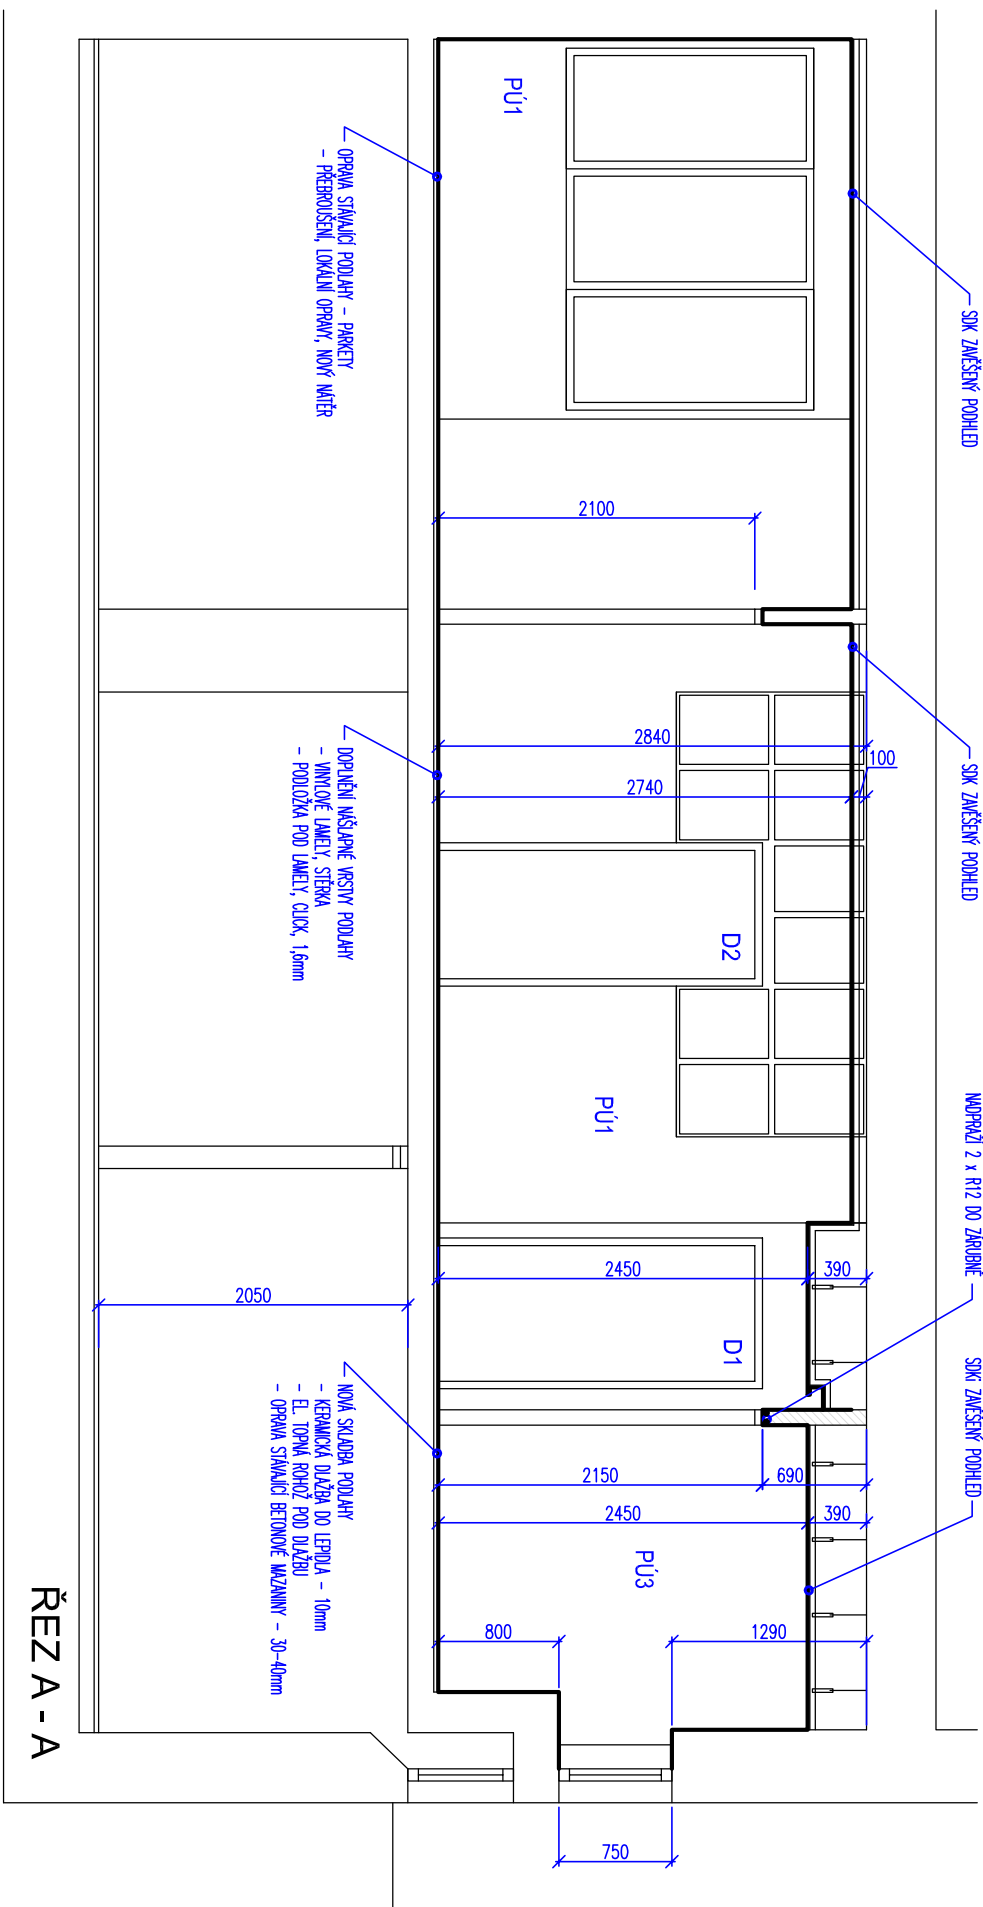 SDK ZAVĚŠENÝ PODHLED
SDK ZAVĚŠENÝ PODHLED
NADPRAŽÍ 2 x R12 DO ZÁRUBNĚ
SDKi ZAVĚŠENÝ PODHLED
PÚ1
2100
2840
2740
100
D2
PÚ1
D1
2450
390
2150
690
2450
390
PÚ3
800
1290
750
OPRAVA STÁVAJÍCÍ PODLAHY - PARKETY
- PŘEBROUŠENÍ, LOKÁLNÍ OPRAVY, NOVÝ NÁTĚR
DOPLNĚNÍ NÁŠLAPNÉ VRSTVY PODLAHY
- VINYLOVÉ LAMELY, STĚRKA
- PODLOŽKA POD LAMELY, CLICK, 1,6mm
NOVÁ SKLADBA PODLAHY
- KERAMICKÁ DLAŽBA DO LEPIDLA - 10mm
- EL. TOPNÁ ROHOŽ POD DLAŽBU
- OPRAVA STÁVAJÍCÍ BETONOVÉ MAZANINY - 30-40mm
2050
ŘEZ A - A